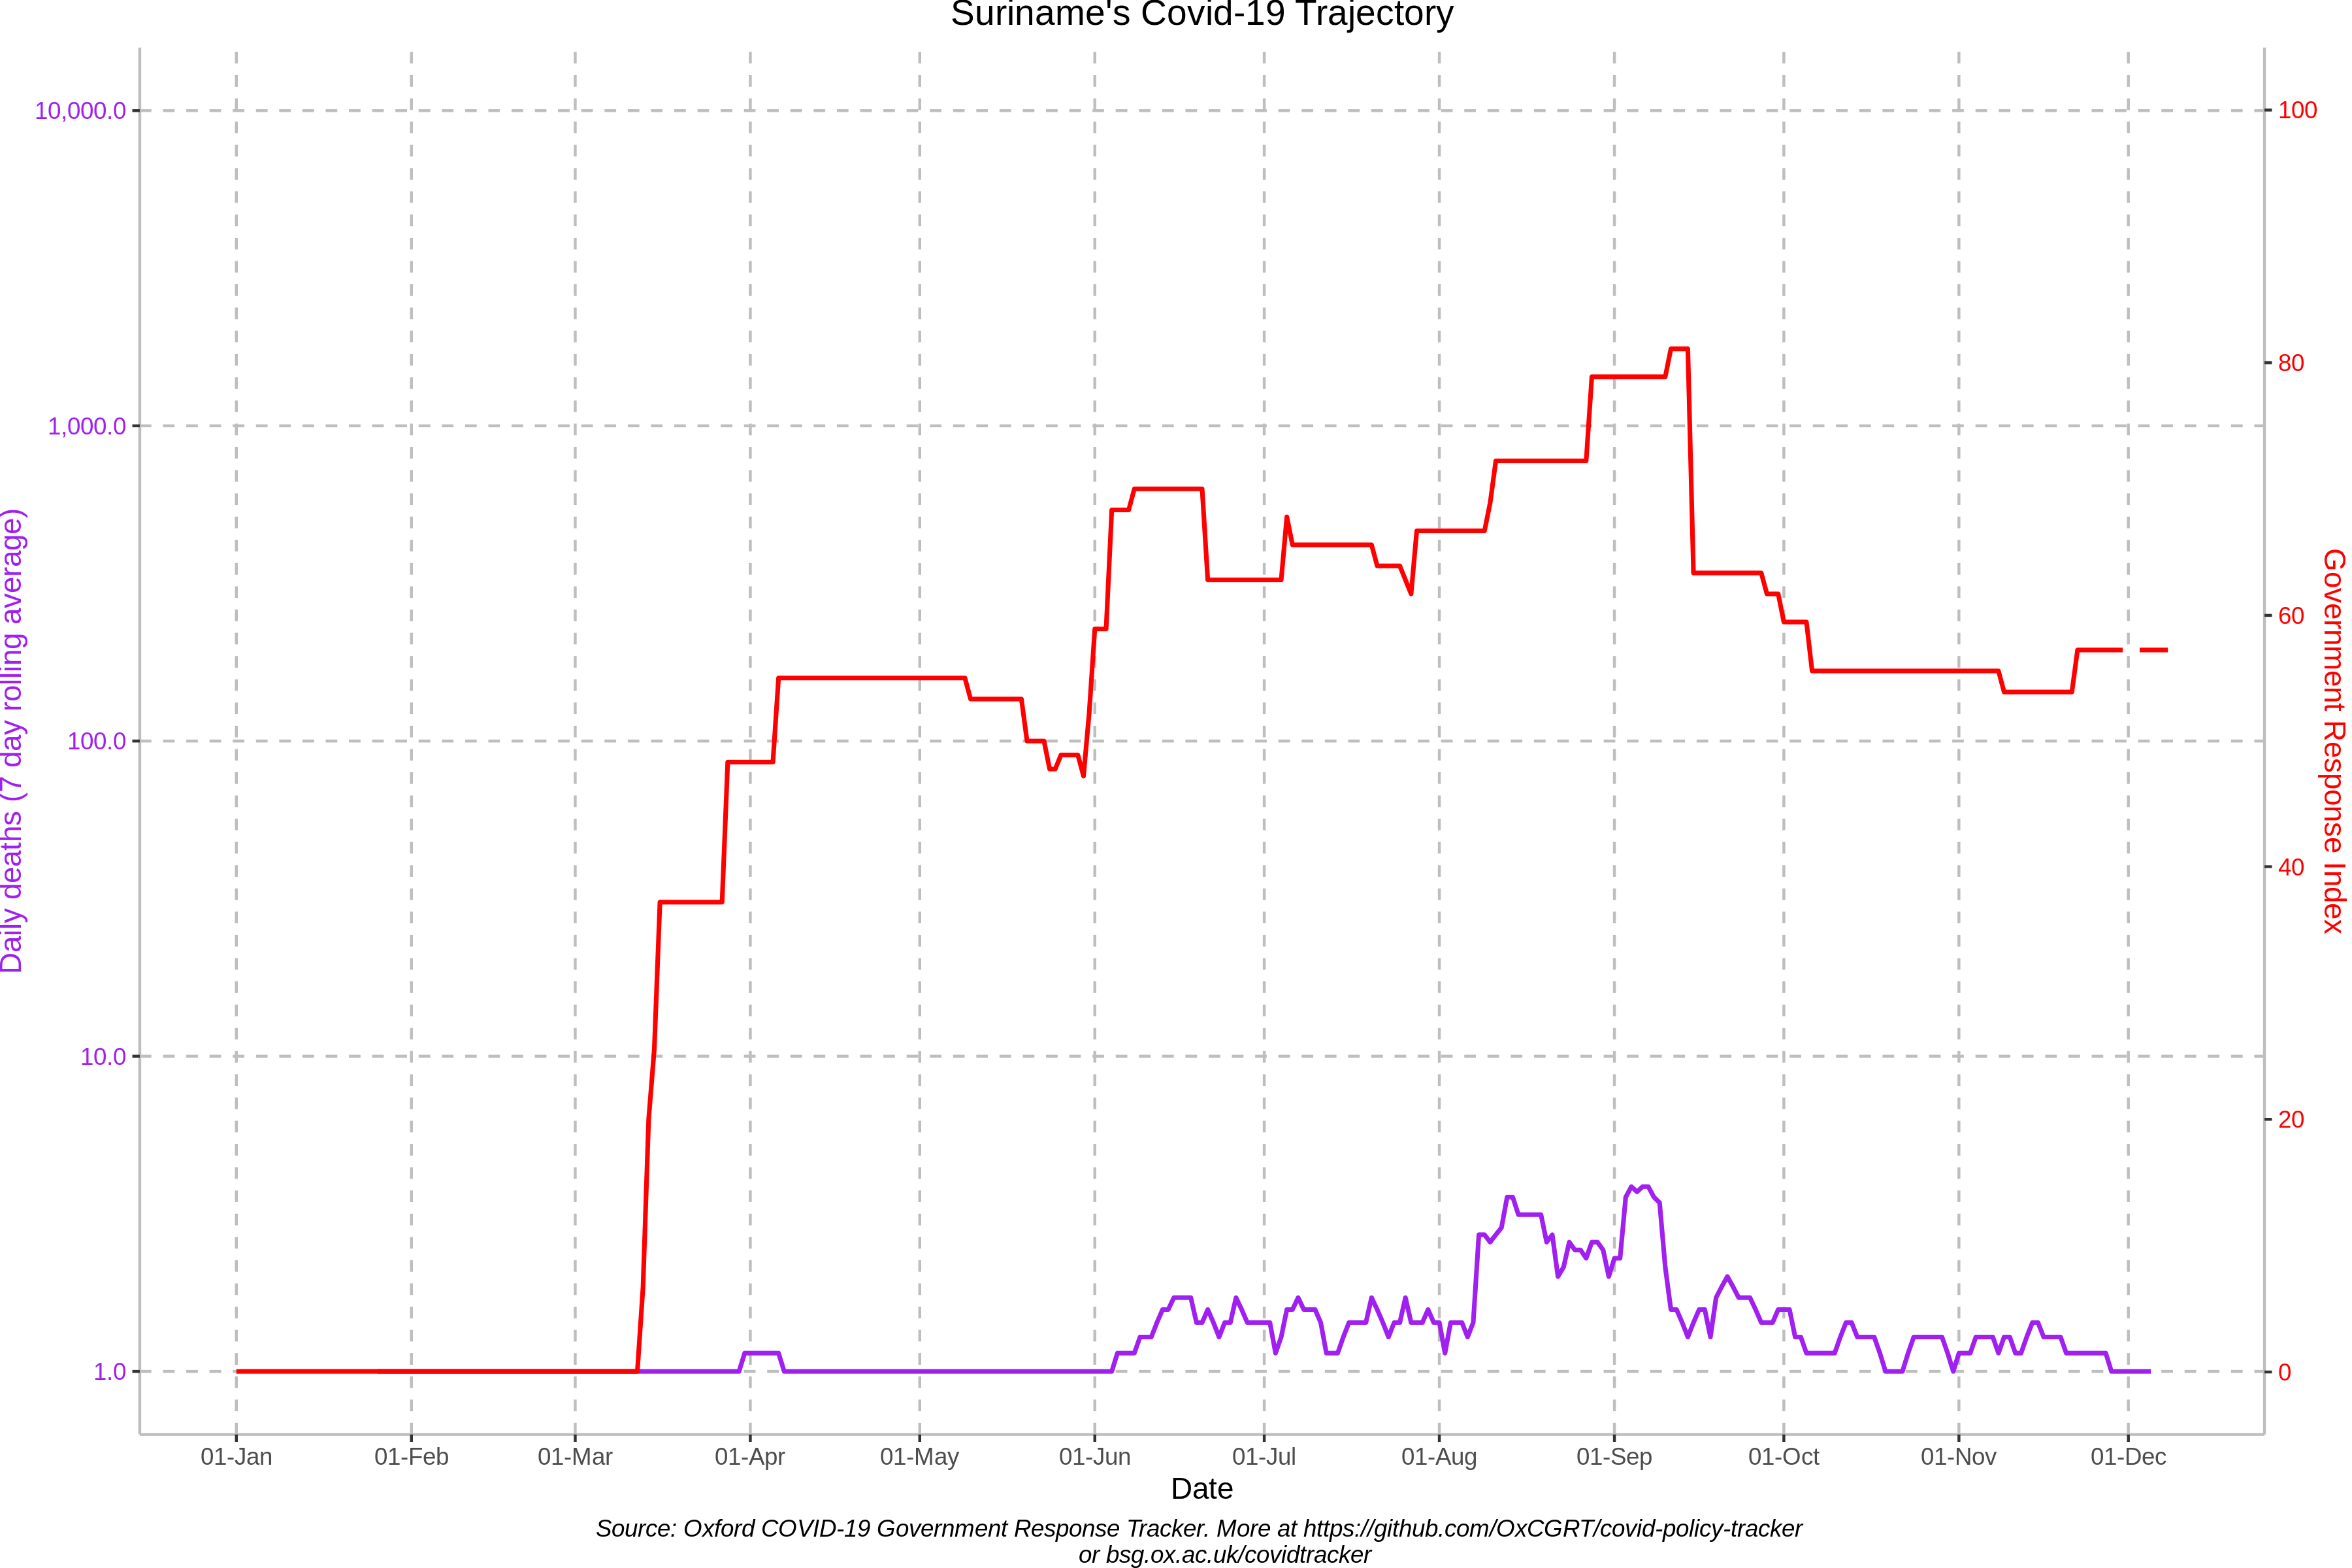 Suriname's Covid-19 Trajectory
10,000.0
1,000.0
100.0
10.0
1.0
Daily deaths (7 day rolling average)
100
80
60
40
20
0
Government Response Index
01-Jan 01-Feb 01-Mar 01-Apr 01-May 01-Jun 01-Jul 01-Aug 01-Sep 01-Oct 01-Nov 01-Dec
Date
Source: Oxford COVID-19 Government Response Tracker. More at https://github.com/OxCGRT/covid-policy-tracker
or bsg.ox.ac.uk/covidtracker